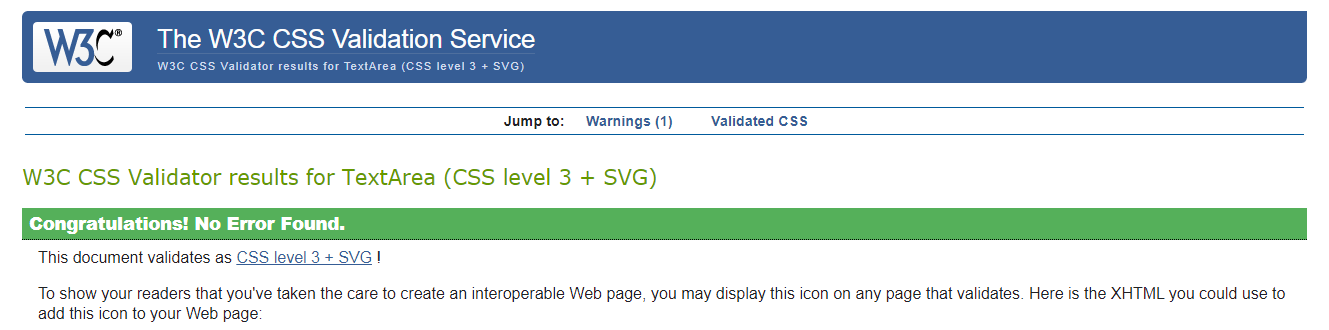 W3C®
The W3C CSS Validation Service
W3C CSS Validator results for TextArea (CSS level 3 + SVG)
Jump to: Warnings (1) Validated CSS
W3C CSS Validator results for TextArea (CSS level 3 + SVG)
Congratulations! No Error Found.
This document validates as CSS level 3 + SVG !
To show your readers that you've taken the care to create an interoperable Web page, you may display this icon on any page that validates. Here is the XHTML you could use to
add this icon to your Web page: